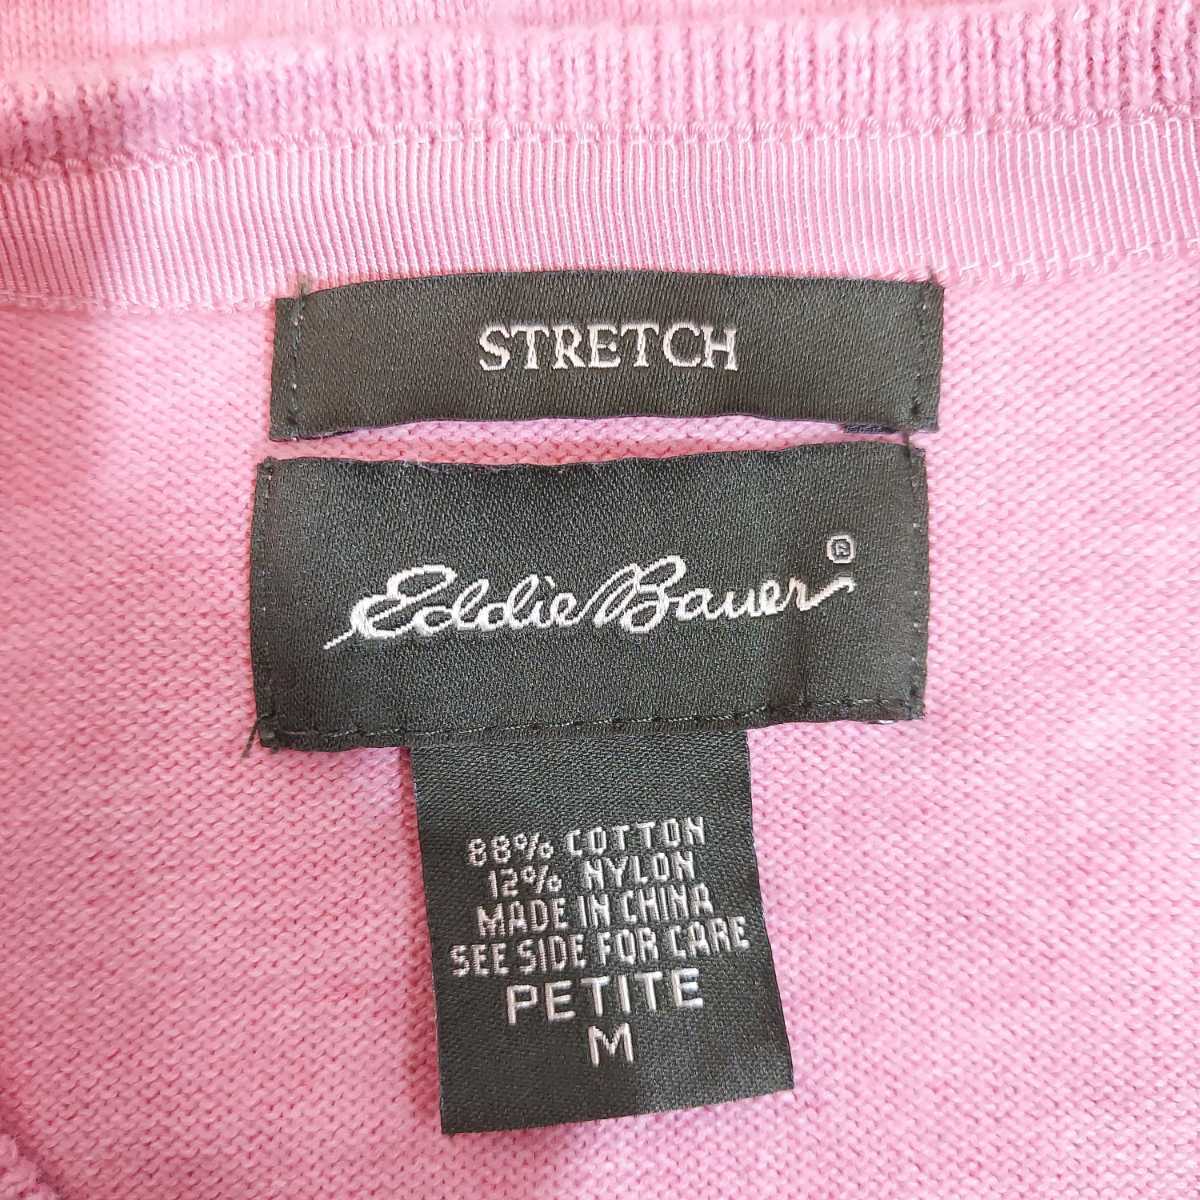 STRETCH
Eddie Bauer®
88% COTTON
12% NYLON
MADE IN CHINA
SEE SIDE FOR CARE
PETITE
M